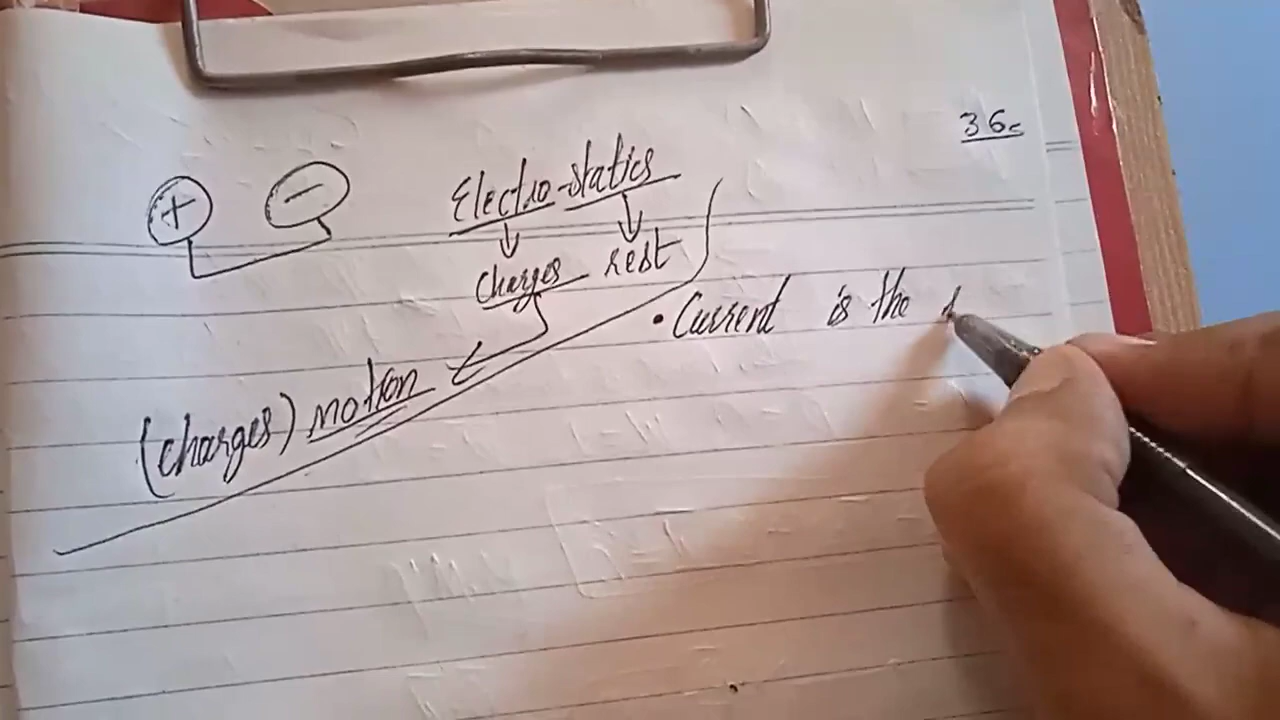 36c
+ −
Electro-statics
charges rest
• Current is the
(charges) motion